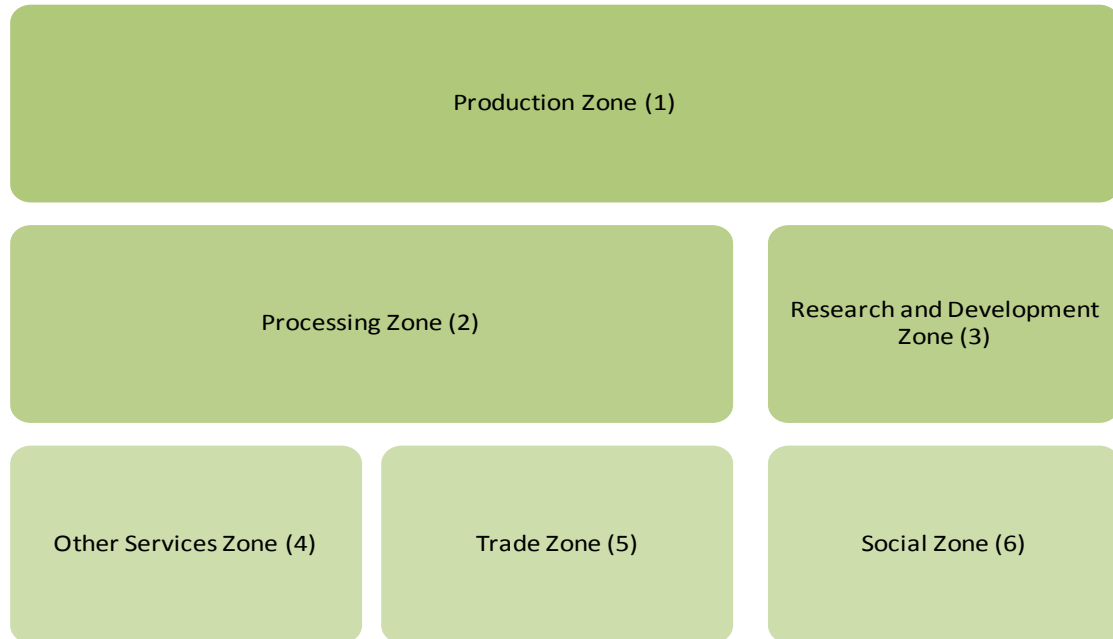 Production Zone (1)
Processing Zone (2)
Research and Development
Zone (3)
Other Services Zone (4)
Trade Zone (5)
Social Zone (6)